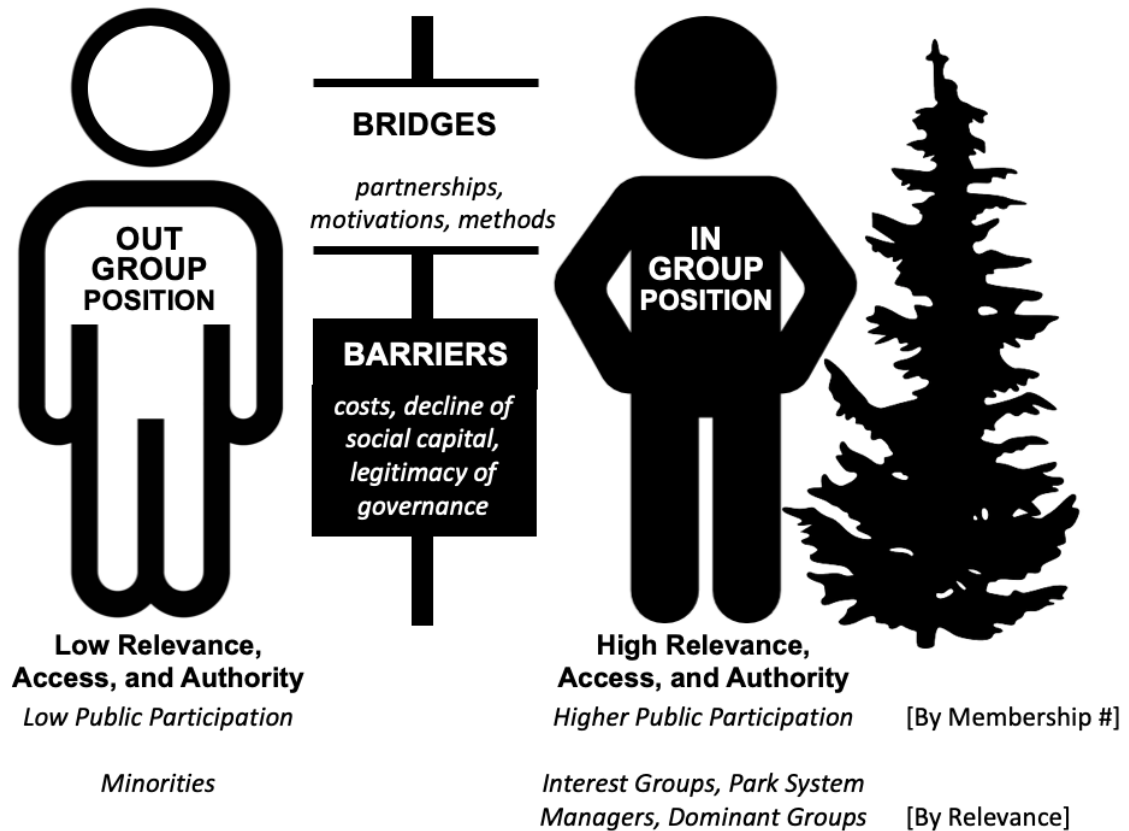 BRIDGES
partnerships,
motivations, methods
OUT
GROUP
POSITION
IN
GROUP
POSITION
BARRIERS
costs, decline of
social capital,
legitimacy of
governance
Low Relevance,
Access, and Authority
Low Public Participation
Minorities
High Relevance,
Access, and Authority
Higher Public Participation
[By Membership #]
Interest Groups, Park System
Managers, Dominant Groups
[By Relevance]